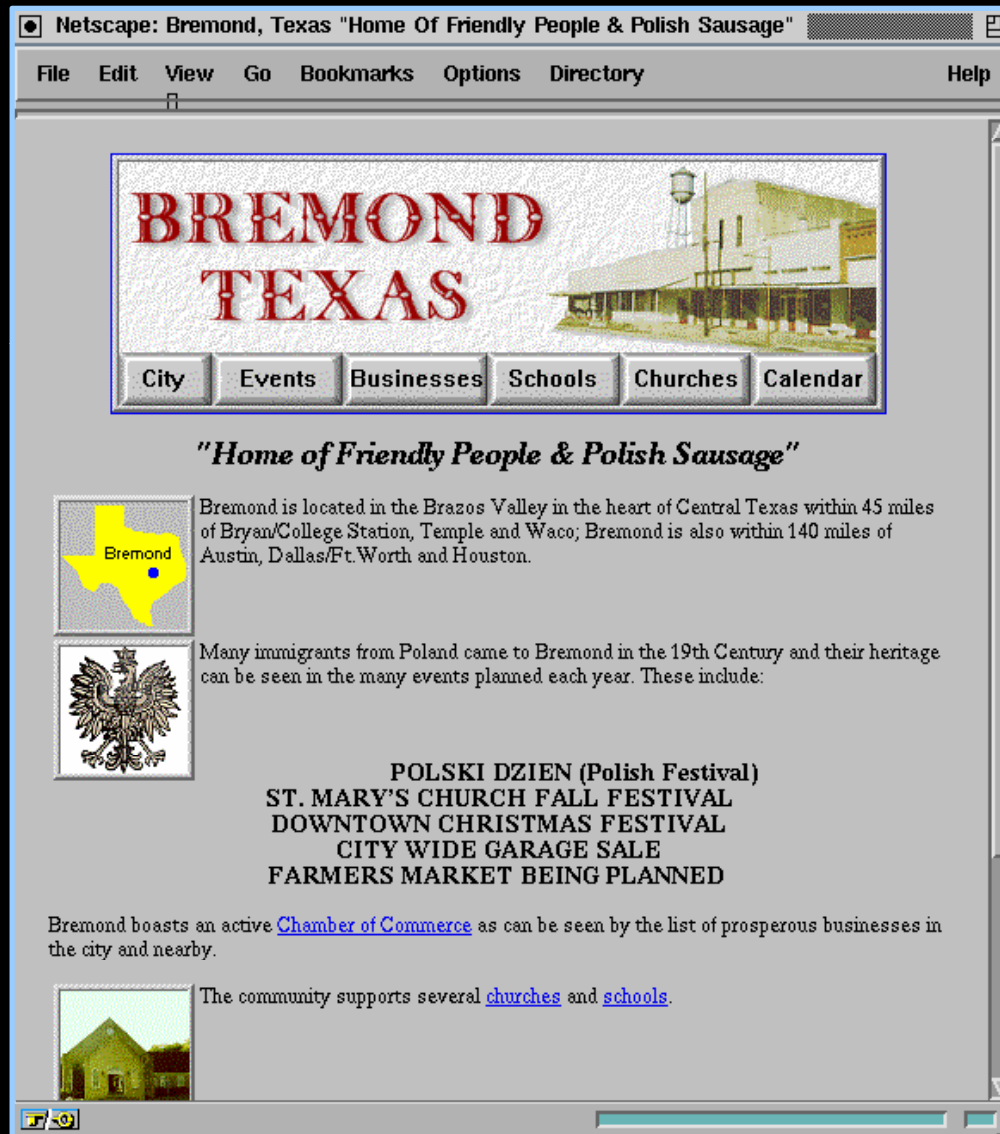 Netscape: Bremond, Texas "Home Of Friendly People & Polish Sausage"
File Edit View Go Bookmarks Options Directory Help
BREMOND
TEXAS
City Events Businesses Schools Churches Calendar
"Home of Friendly People & Polish Sausage"
Bremond is located in the Brazos Valley in the heart of Central Texas within 45 miles
of Bryan/College Station, Temple and Waco; Bremond is also within 140 miles of
Austin, Dallas/Ft.Worth and Houston.
Bremond
Many immigrants from Poland came to Bremond in the 19th Century and their heritage
can be seen in the many events planned each year. These include:
POLSKI DZIEN (Polish Festival)
ST. MARY'S CHURCH FALL FESTIVAL
DOWNTOWN CHRISTMAS FESTIVAL
CITY WIDE GARAGE SALE
FARMERS MARKET BEING PLANNED
Bremond boasts an active Chamber of Commerce as can be seen by the list of prosperous businesses in
the city and nearby.
The community supports several churches and schools.